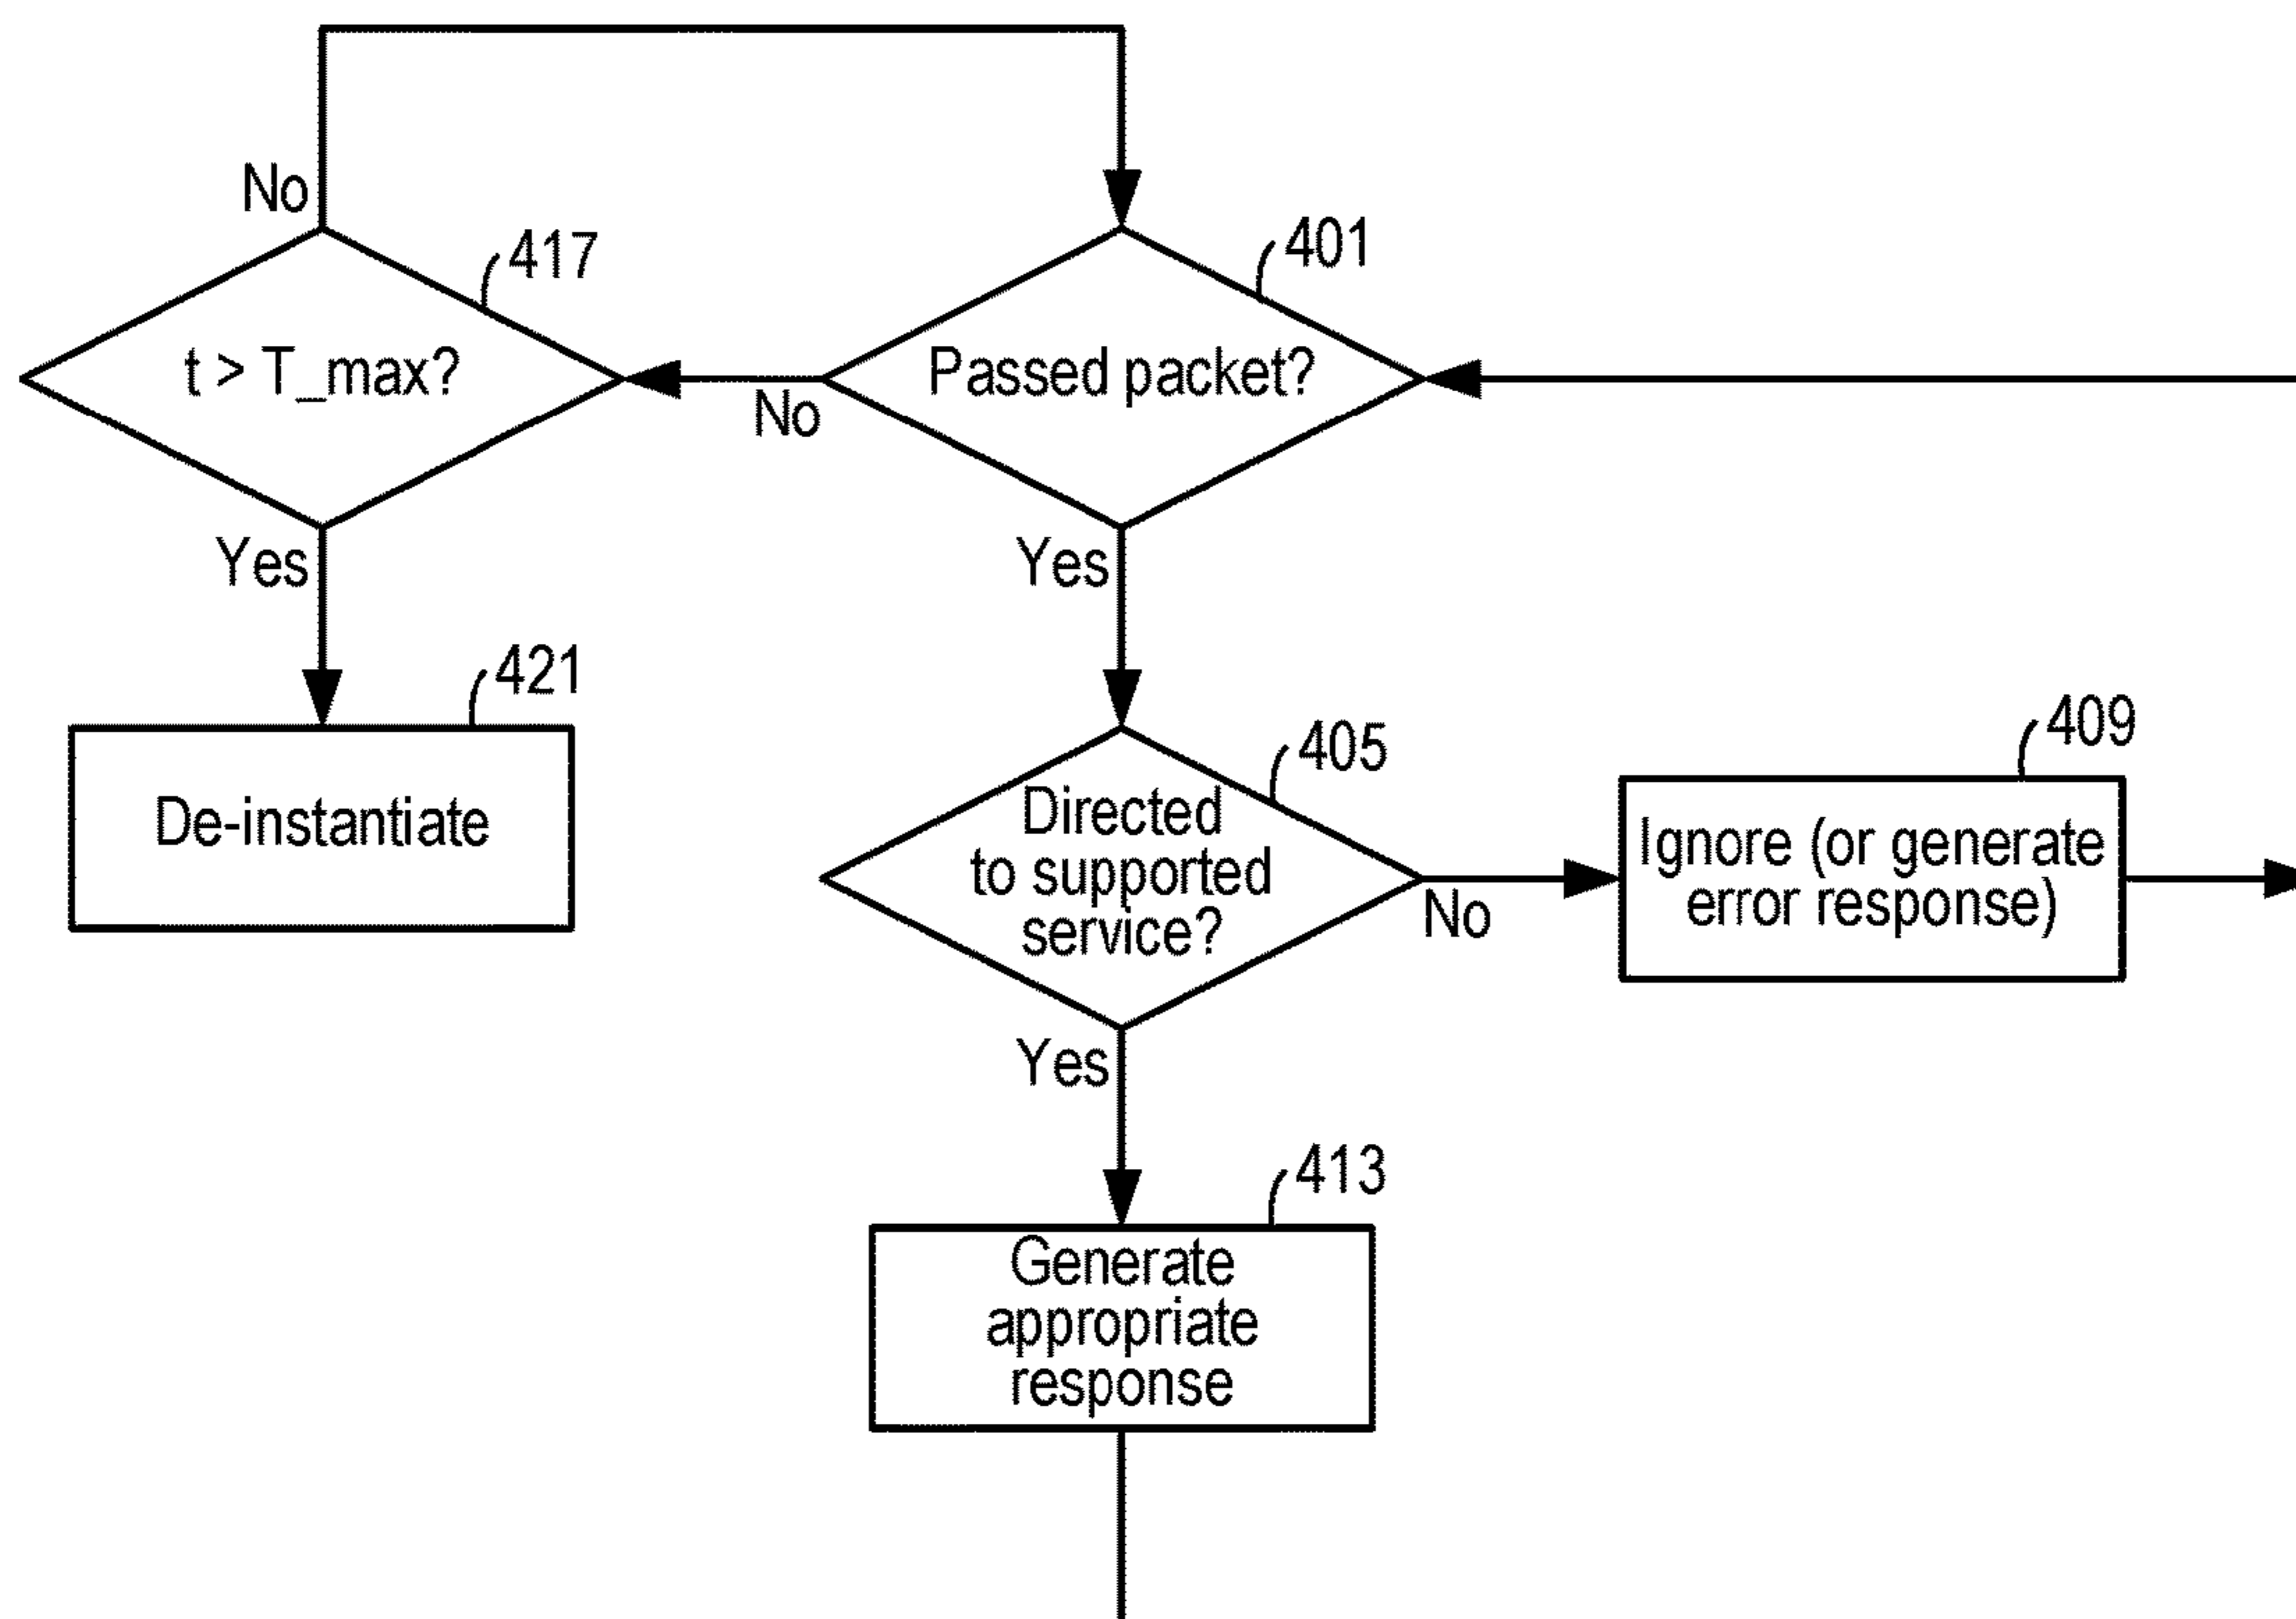 No
417
401
t > T_max?
Passed packet?
No
Yes
Yes
421
409
405
De-instantiate
Directed
to supported
service?
Ignore (or generate
error response)
No
Yes
413
Generate
appropriate
response